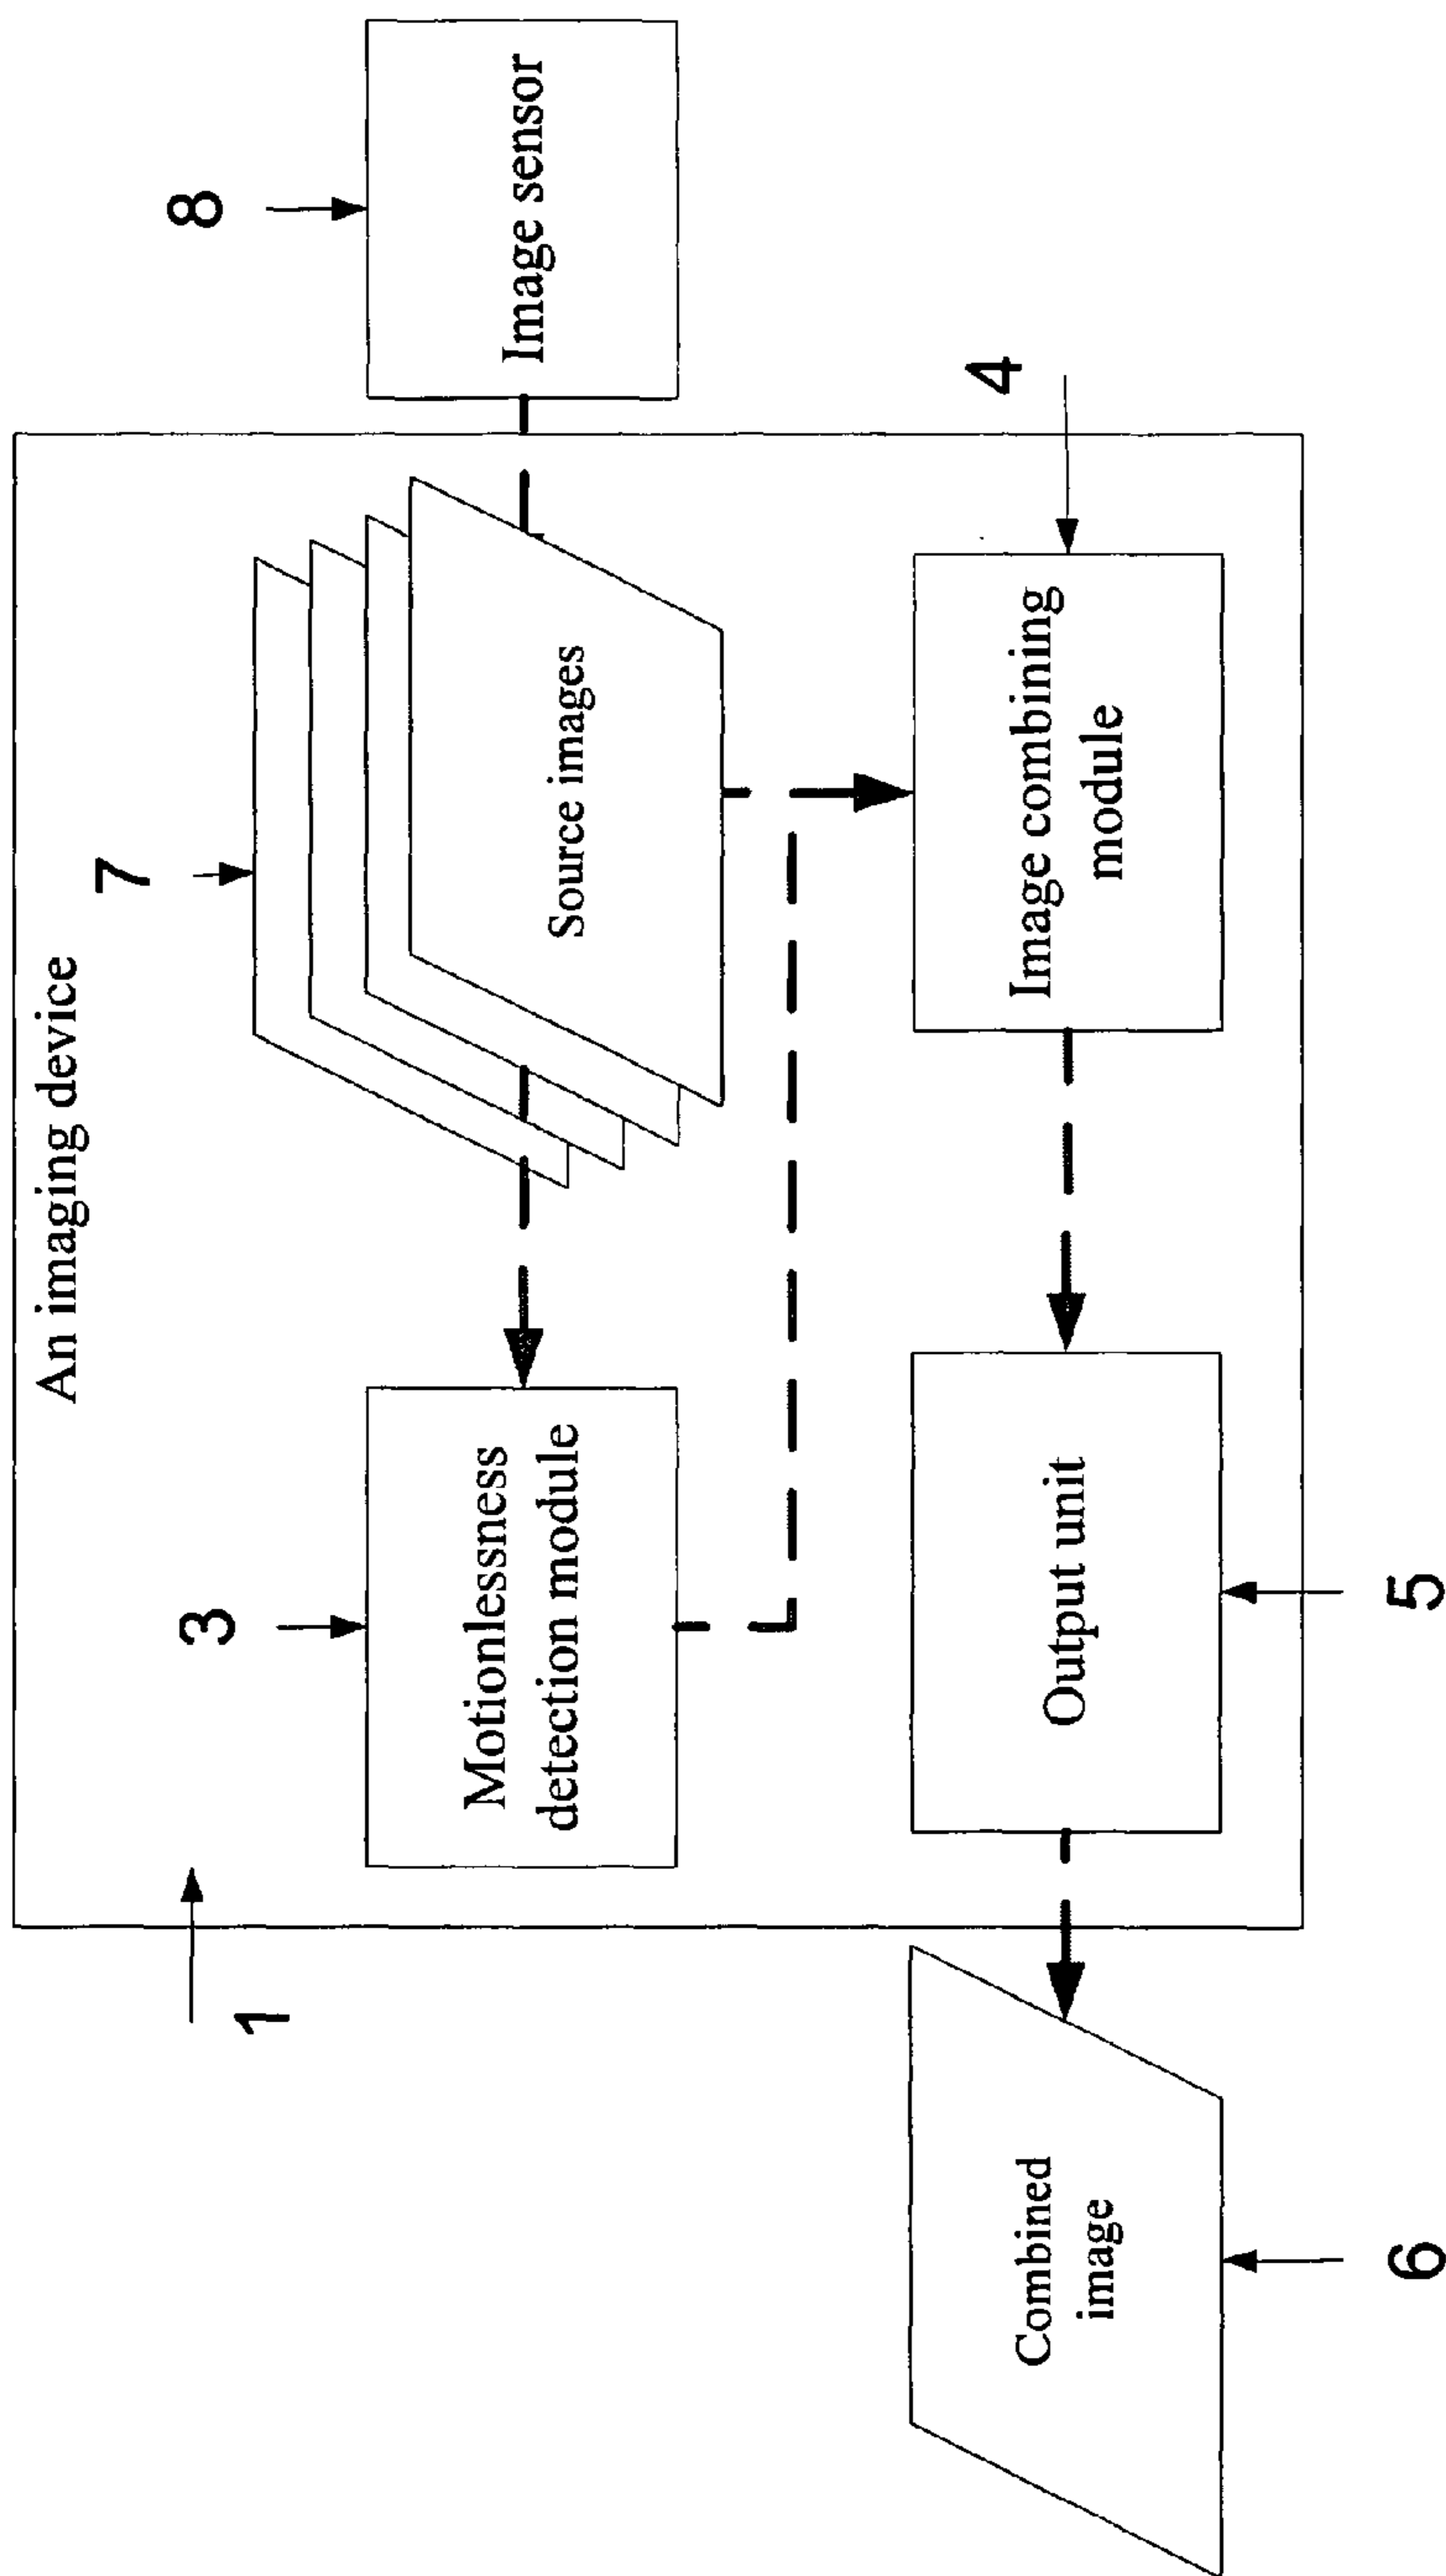 An imaging device
1
3
7
8
Motionlessness
detection module
Source images
Image sensor
6
5
4
Combined
image
Output unit
Image combining
module